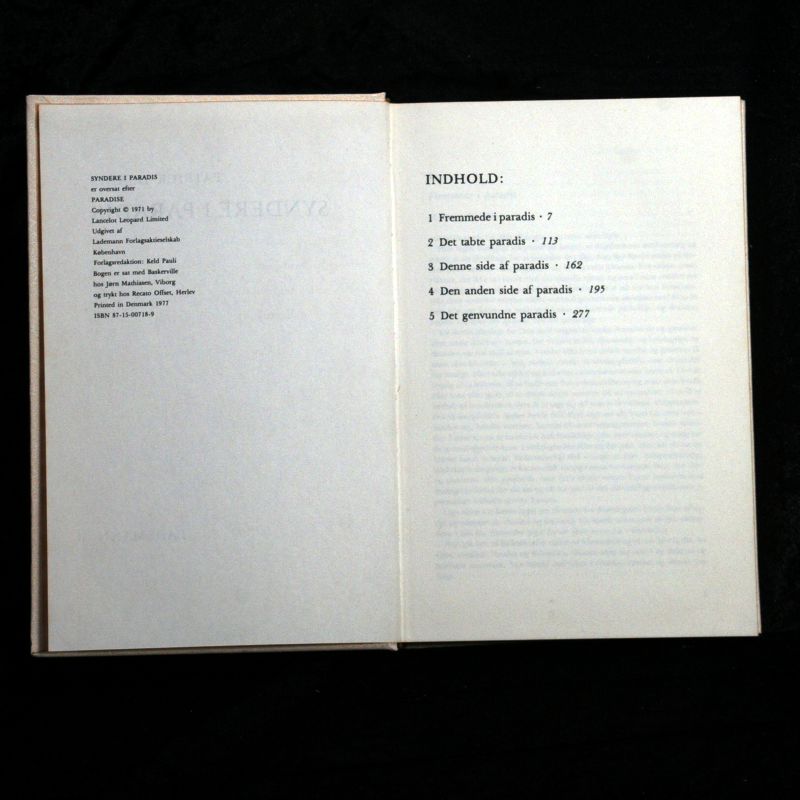 SYNDERE I PARADIS
er oversat efter
PARADISE
Copyright © 1971 by
Lancelot Leopard Limited
Udgivet af
Lademann Forlagsaktieselskab
København
Forlagsredaktion: Keld Pauli
Bogen er sat med Baskerville
hos Jørn Mathiasen, Viborg
og trykt hos Recato Offset, Herlev
Printed in Denmark 1977
ISBN 87-15-00718-9
INDHOLD:
1 Fremmede i paradis · 7
2 Det tabte paradis · 113
3 Denne side af paradis · 162
4 Den anden side af paradis · 195
5 Det genvundne paradis · 277